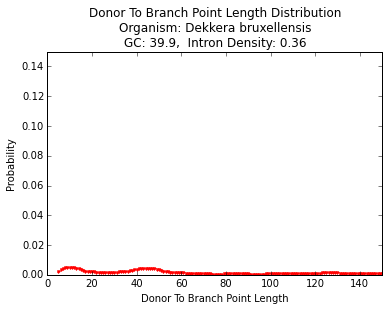 Donor To Branch Point Length Distribution
Organism: Dekkera bruxellensis
GC: 39.9,  Intron Density: 0.36
0.14
0.12
0.10
0.08
0.06
0.04
0.02
0.00
Probability
0 20 40 60 80 100 120 140
Donor To Branch Point Length